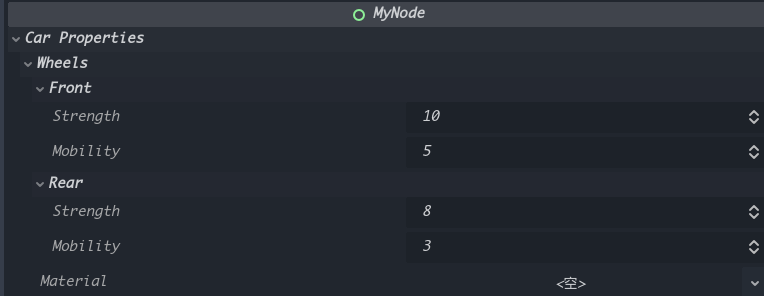 MyNode
Car Properties
Wheels
Front
Strength 10
Mobility 5
Rear
Strength 8
Mobility 3
Material <空>